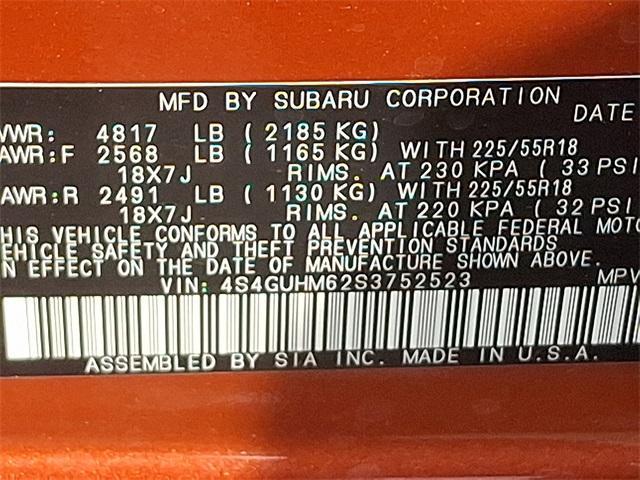 MFD BY SUBARU CORPORATION DATE
VWR: 4817 LB ( 2185 KG)
AWR:F 2568 LB ( 1165 KG) WITH 225/55R18
18X7J RIMS. AT 230 KPA ( 33 PSI
AWR:R 2491 LB ( 1130 KG) WITH 225/55R18
18X7J RIMS. AT 220 KPA ( 32 PSI
HIS VEHICLE CONFORMS TO ALL APPLICABLE FEDERAL MOTO
VEHICLE SAFETY AND THEFT PREVENTION STANDARDS
N EFFECT ON THE DATE OF MANUFACTURE SHOWN ABOVE.
VIN: 4S4GUHM62S3752523 MPV
ASSEMBLED BY SIA INC. MADE IN U.S.A.